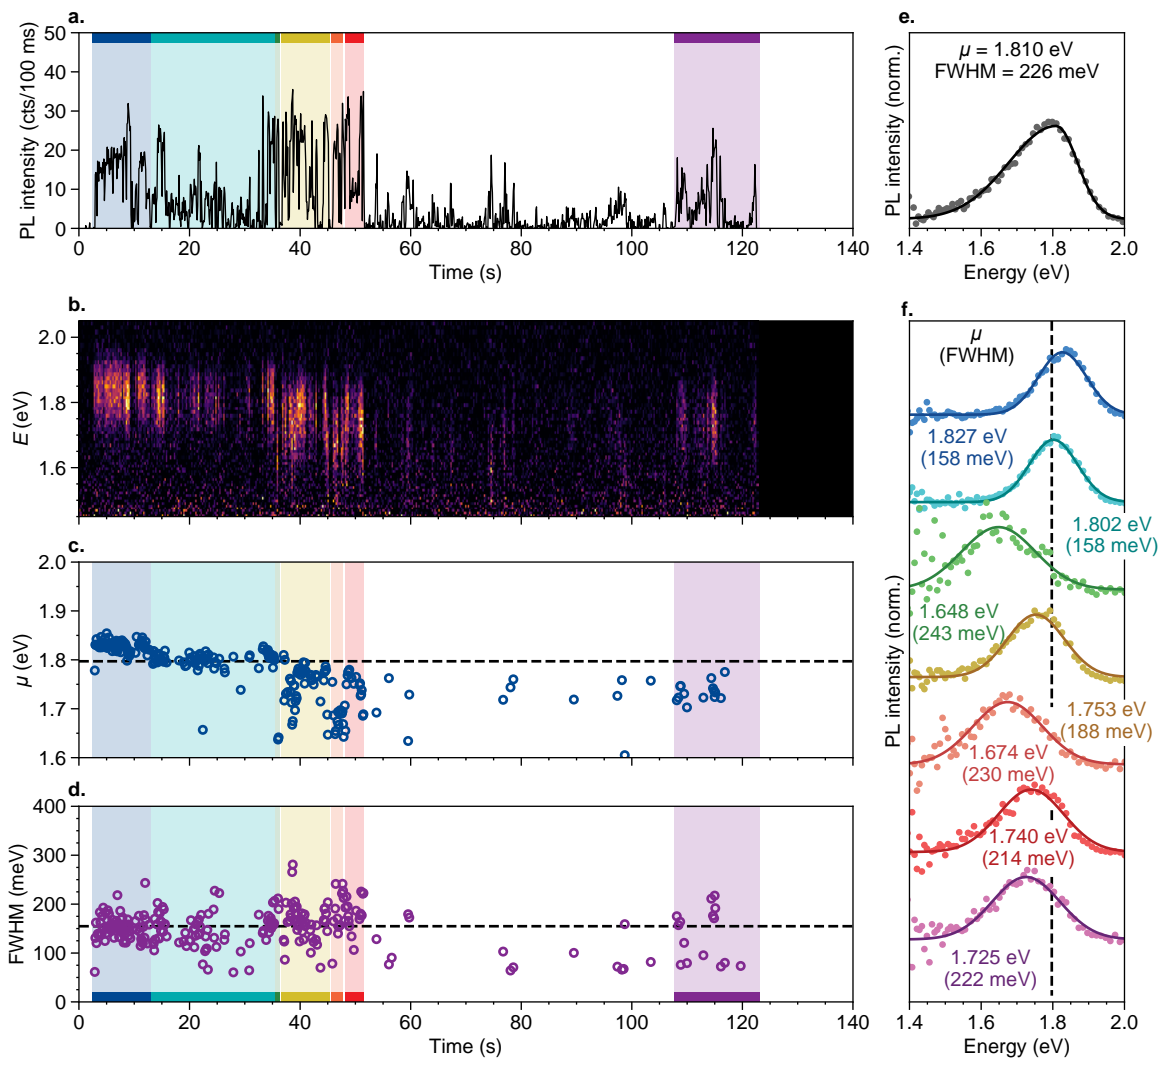 a.
PL intensity (cts/100 ms)
50
40
30
20
10
0
0 20 40 60 80 100 120 140
Time (s)
b.
E (eV)
2.0
1.8
1.6
c.
μ (eV)
2.0
1.9
1.8
1.7
1.6
d.
FWHM (meV)
400
300
200
100
0
0 20 40 60 80 100 120 140
Time (s)
e.
PL intensity (norm.)
μ = 1.810 eV
FWHM = 226 meV
1.4 1.6 1.8 2.0
Energy (eV)
f.
PL intensity (norm.)
μ
(FWHM)
1.827 eV
(158 meV)
1.802 eV
(158 meV)
1.648 eV
(243 meV)
1.753 eV
(188 meV)
1.674 eV
(230 meV)
1.740 eV
(214 meV)
1.725 eV
(222 meV)
1.4 1.6 1.8 2.0
Energy (eV)